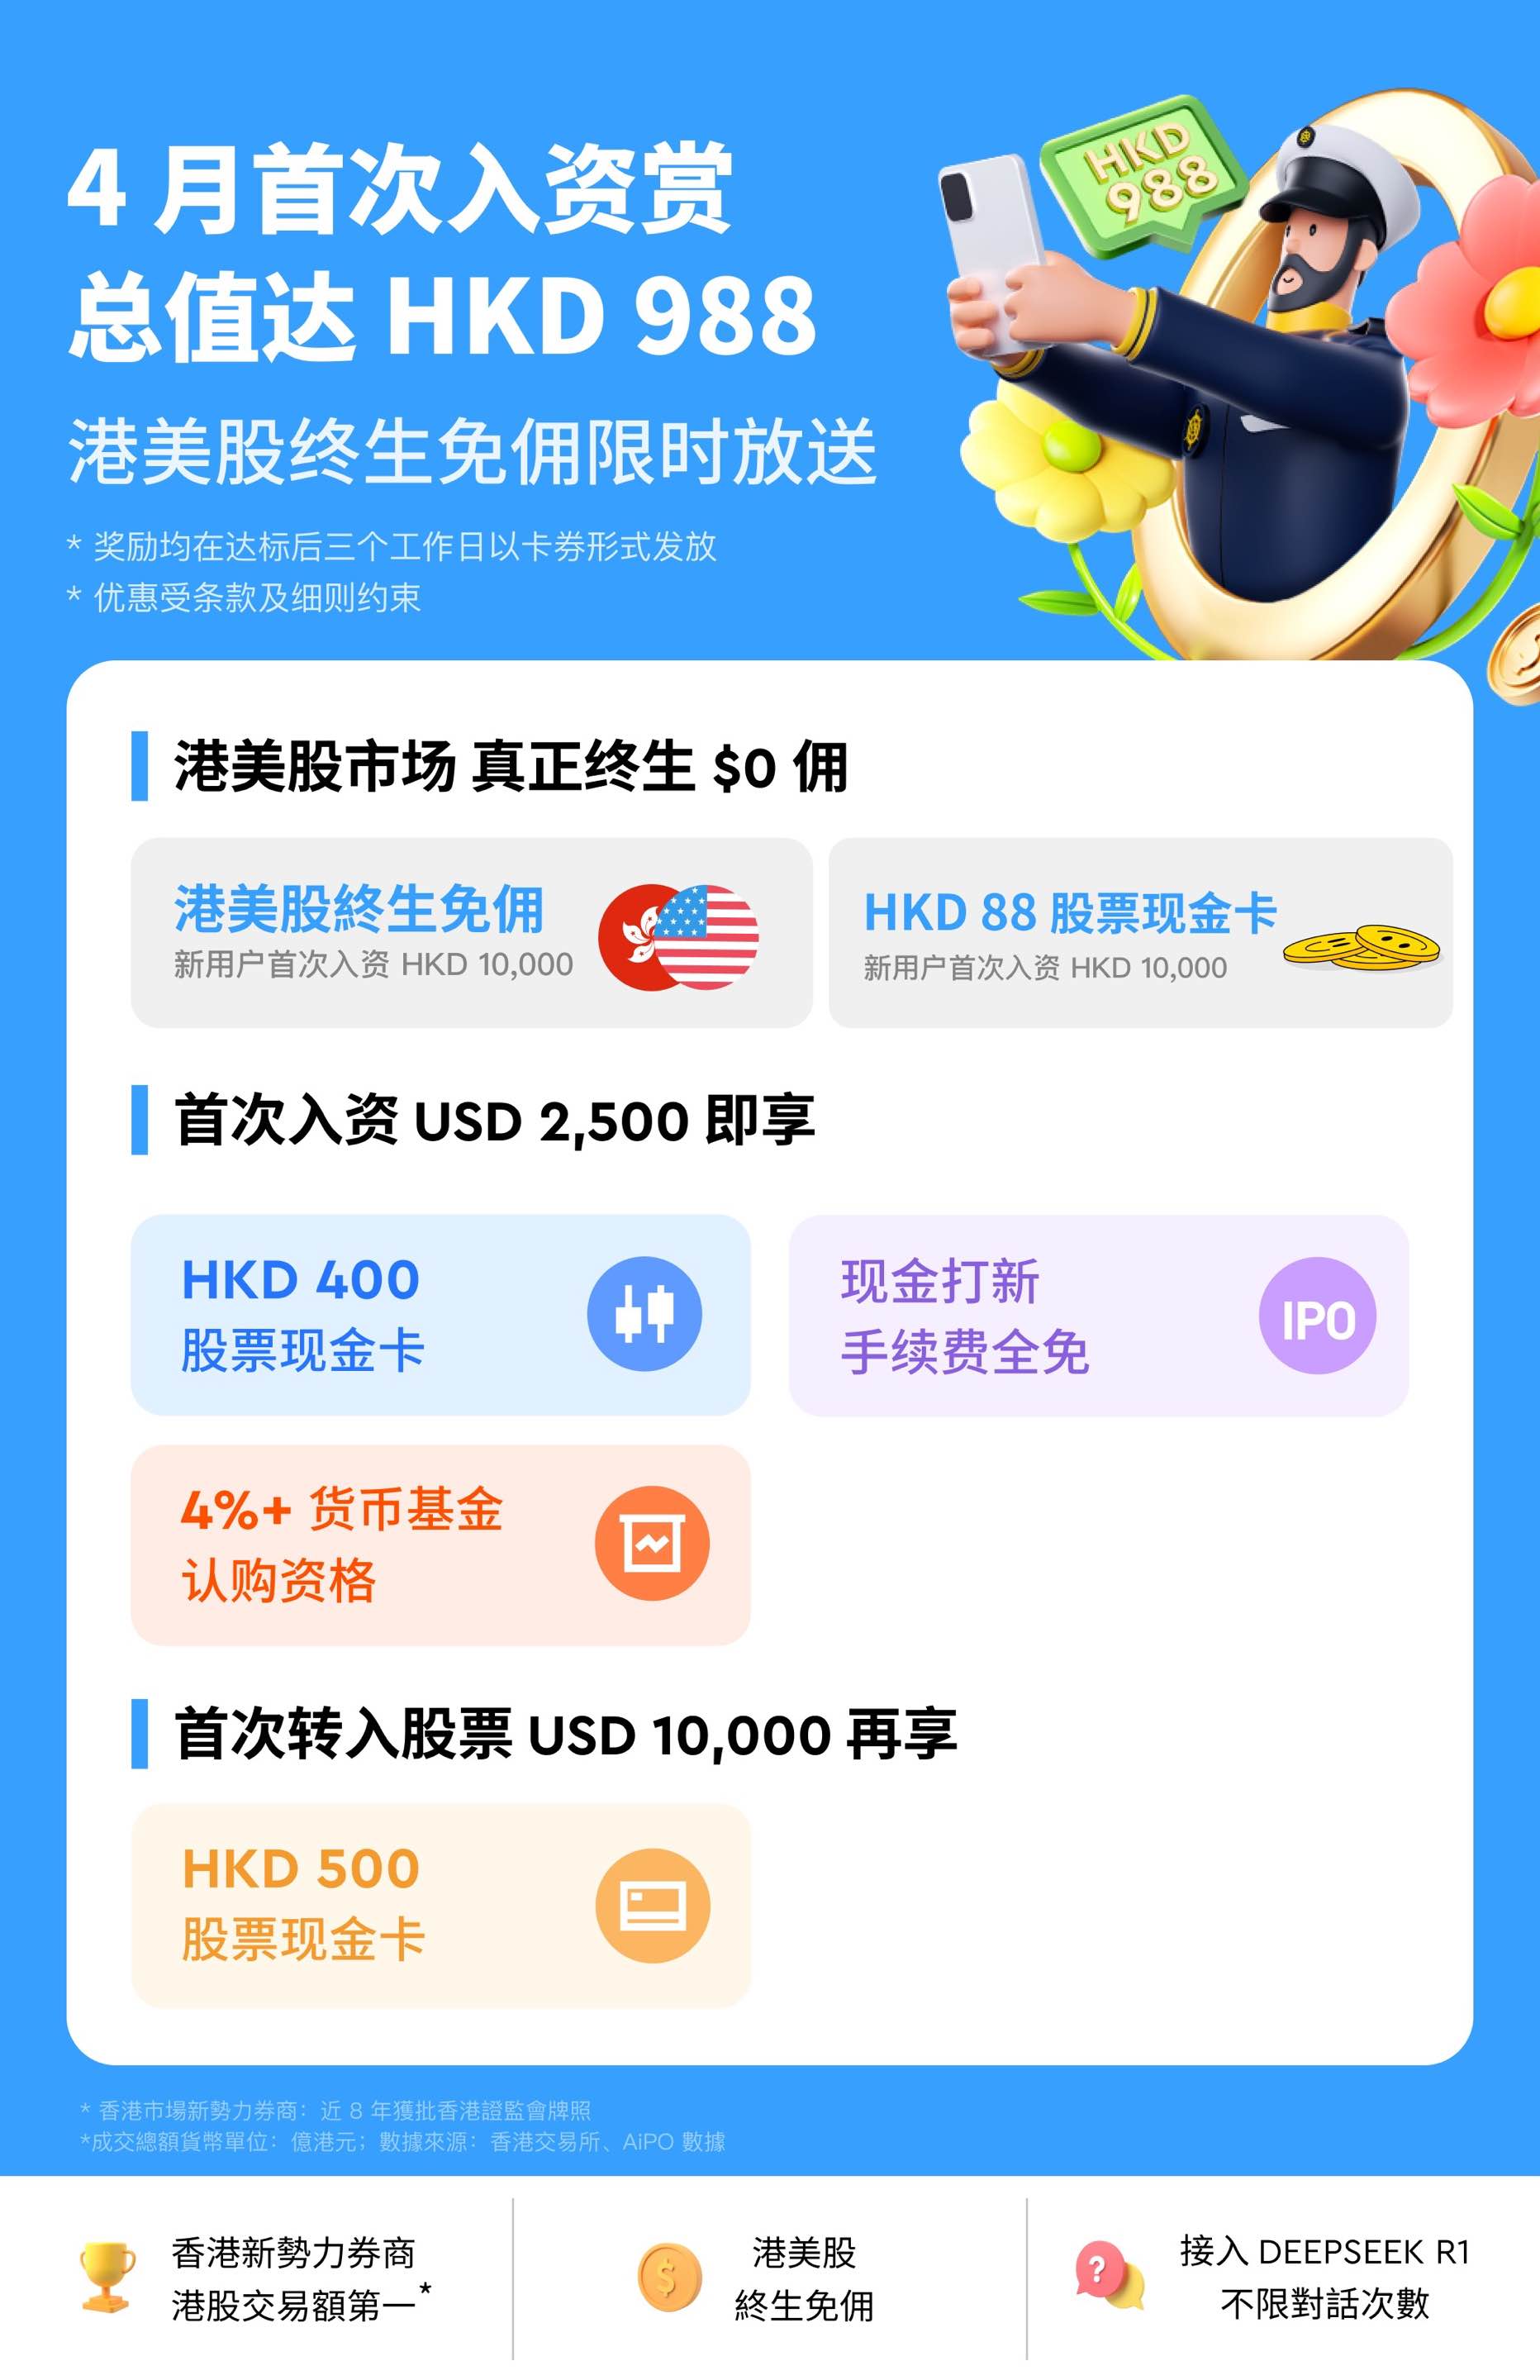 4 月首次入资赏
总值达 HKD 988
港美股终生免佣限时放送
* 奖励均在达标后三个工作日以卡券形式发放
* 优惠受条款及细则约束
HKD
988
港美股市场 真正终生 $0 佣
港美股終生免佣
新用户首次入资 HKD 10,000
HKD 88 股票现金卡
新用户首次入资 HKD 10,000
首次入资 USD 2,500 即享
HKD 400
股票现金卡
现金打新
手续费全免
IPO
4%+ 货币基金
认购资格
首次转入股票 USD 10,000 再享
HKD 500
股票现金卡
* 香港市場新勢力券商：近 8 年獲批香港證監會牌照
*成交總額貨幣單位：億港元；數據來源：香港交易所、AiPO 數據
香港新勢力券商
港股交易額第一*
$
港美股
終生免佣
?
接入 DEEPSEEK R1
不限對話次數